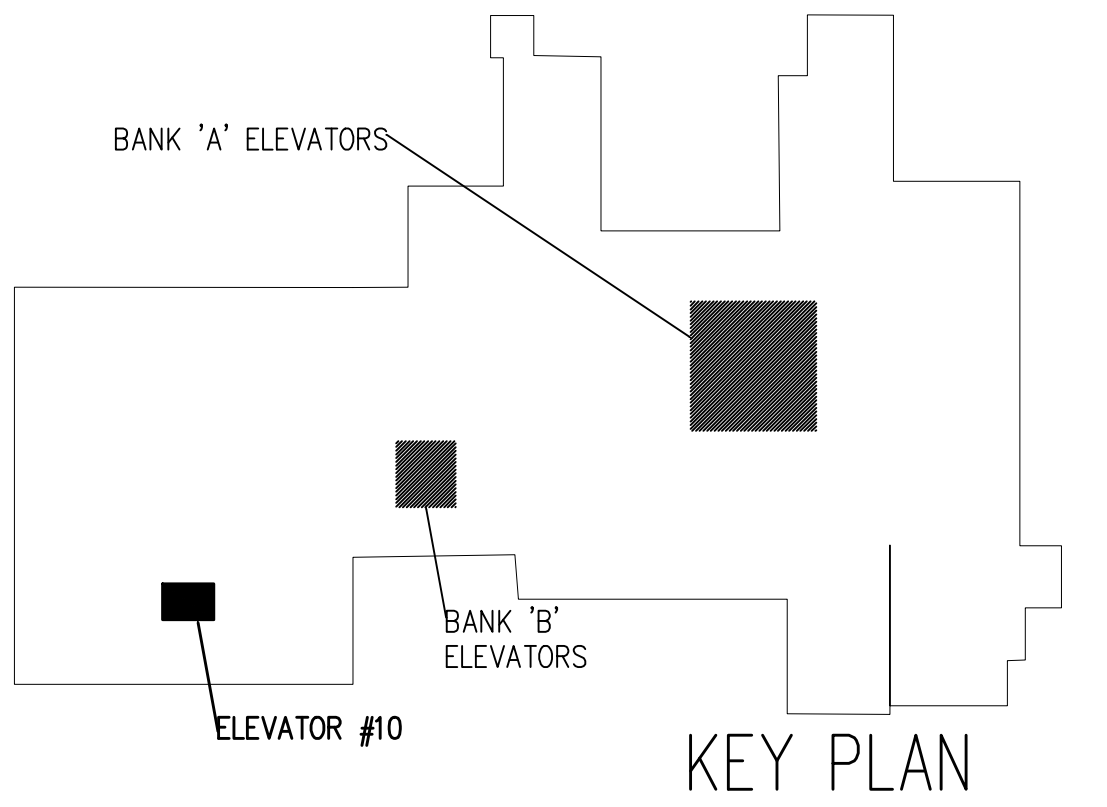 BANK 'A' ELEVATORS
BANK 'B'
ELEVATORS
ELEVATOR #10
KEY PLAN